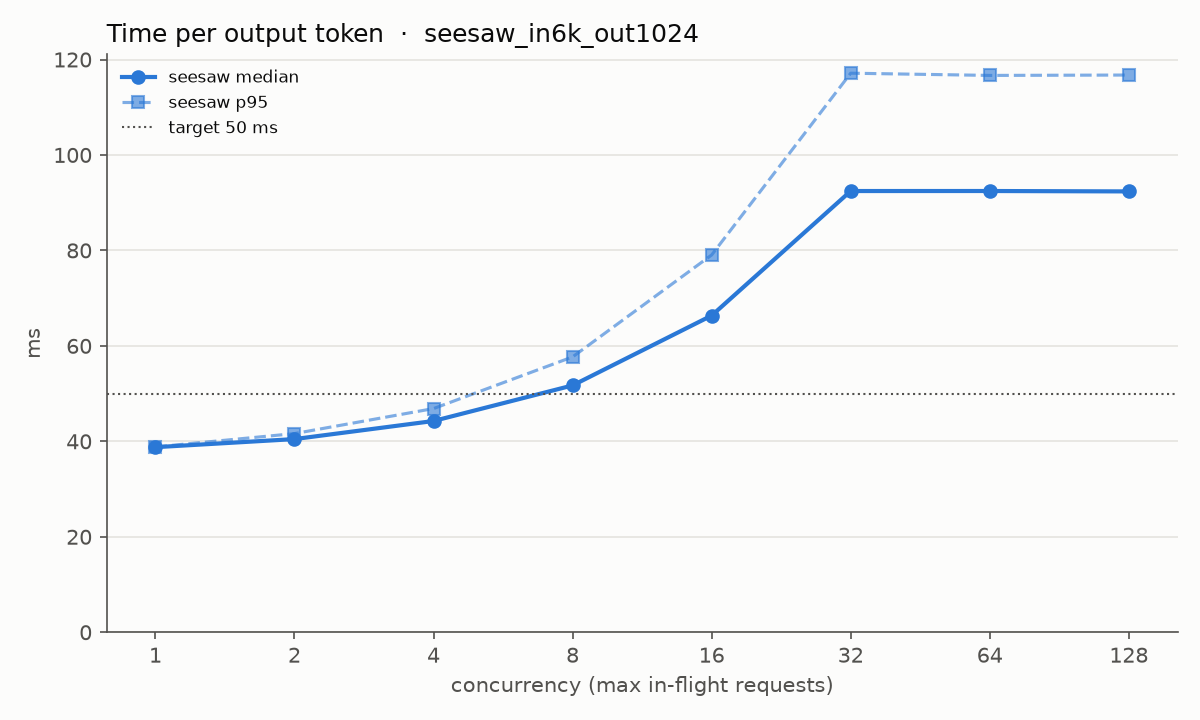 Time per output token · seesaw_in6k_out1024
seesaw median
seesaw p95
target 50 ms
120
100
80
60
40
20
0
ms
1 2 4 8 16 32 64 128
concurrency (max in-flight requests)